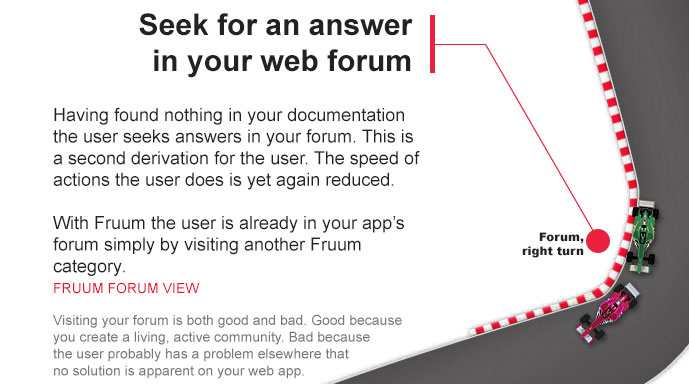 Seek for an answer
in your web forum
Having found nothing in your documentation
the user seeks answers in your forum. This is
a second derivation for the user. The speed of
actions the user does is yet again reduced.
With Fruum the user is already in your app's
forum simply by visiting another Fruum
category.
FRUUM FORUM VIEW
Visiting your forum is both good and bad. Good because
you create a living, active community. Bad because
the user probably has a problem elsewhere that
no solution is apparent on your web app.
Forum,
right turn